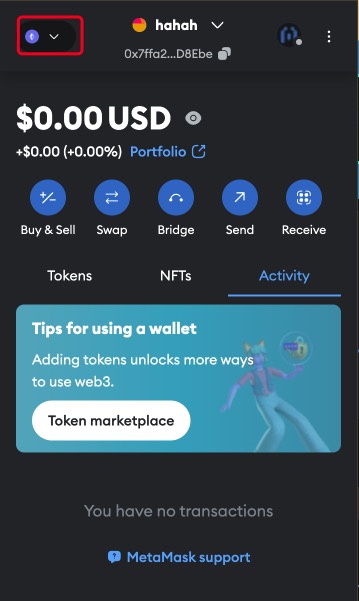 hahah
0x7ffa2...D8Ebe
$0.00 USD
+$0.00 (+0.00%) Portfolio
Buy & Sell Swap Bridge Send Receive
Tokens NFTs Activity
Tips for using a wallet
Adding tokens unlocks more ways
to use web3.
Token marketplace
You have no transactions
MetaMask support